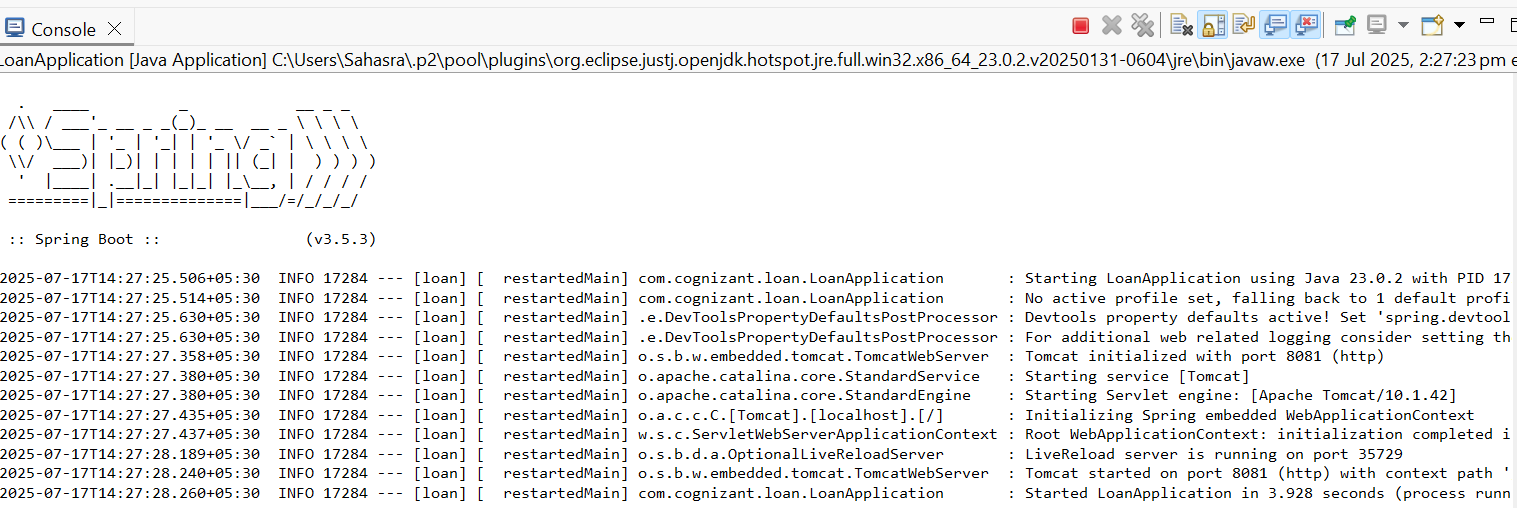 Console
LoanApplication [Java Application] C:\Users\Sahasra\.p2\pool\plugins\org.eclipse.justj.openjdk.hotspot.jre.full.win32.x86_64_23.0.2.v20250131-0604\jre\bin\javaw.exe (17 Jul 2025, 2:27:23 pm e
  .   ____          _            __ _ _
 /\\ / ___'_ __ _ _(_)_ __  __ _ \ \ \ \
( ( )\___ | '_ | '_| | '_ \/ _` | \ \ \ \
 \\/  ___)| |_)| | | | | || (_| |  ) ) ) )
  '  |____| .__|_| |_|_| |_\__, | / / / /
 =========|_|==============|___/=/_/_/_/
 :: Spring Boot ::                (v3.5.3)
2025-07-17T14:27:25.506+05:30  INFO 17284 --- [loan] [  restartedMain] com.cognizant.loan.LoanApplication       : Starting LoanApplication using Java 23.0.2 with PID 17
2025-07-17T14:27:25.514+05:30  INFO 17284 --- [loan] [  restartedMain] com.cognizant.loan.LoanApplication       : No active profile set, falling back to 1 default profi
2025-07-17T14:27:25.630+05:30  INFO 17284 --- [loan] [  restartedMain] .e.DevToolsPropertyDefaultsPostProcessor : Devtools property defaults active! Set 'spring.devtool
2025-07-17T14:27:25.630+05:30  INFO 17284 --- [loan] [  restartedMain] .e.DevToolsPropertyDefaultsPostProcessor : For additional web related logging consider setting th
2025-07-17T14:27:27.358+05:30  INFO 17284 --- [loan] [  restartedMain] o.s.b.w.embedded.tomcat.TomcatWebServer  : Tomcat initialized with port 8081 (http)
2025-07-17T14:27:27.380+05:30  INFO 17284 --- [loan] [  restartedMain] o.apache.catalina.core.StandardService   : Starting service [Tomcat]
2025-07-17T14:27:27.380+05:30  INFO 17284 --- [loan] [  restartedMain] o.apache.catalina.core.StandardEngine    : Starting Servlet engine: [Apache Tomcat/10.1.42]
2025-07-17T14:27:27.435+05:30  INFO 17284 --- [loan] [  restartedMain] o.a.c.c.C.[Tomcat].[localhost].[/]       : Initializing Spring embedded WebApplicationContext
2025-07-17T14:27:27.437+05:30  INFO 17284 --- [loan] [  restartedMain] w.s.c.ServletWebServerApplicationContext : Root WebApplicationContext: initialization completed i
2025-07-17T14:27:28.189+05:30  INFO 17284 --- [loan] [  restartedMain] o.s.b.d.a.OptionalLiveReloadServer       : LiveReload server is running on port 35729
2025-07-17T14:27:28.240+05:30  INFO 17284 --- [loan] [  restartedMain] o.s.b.w.embedded.tomcat.TomcatWebServer  : Tomcat started on port 8081 (http) with context path '
2025-07-17T14:27:28.260+05:30  INFO 17284 --- [loan] [  restartedMain] com.cognizant.loan.LoanApplication       : Started LoanApplication in 3.928 seconds (process runn